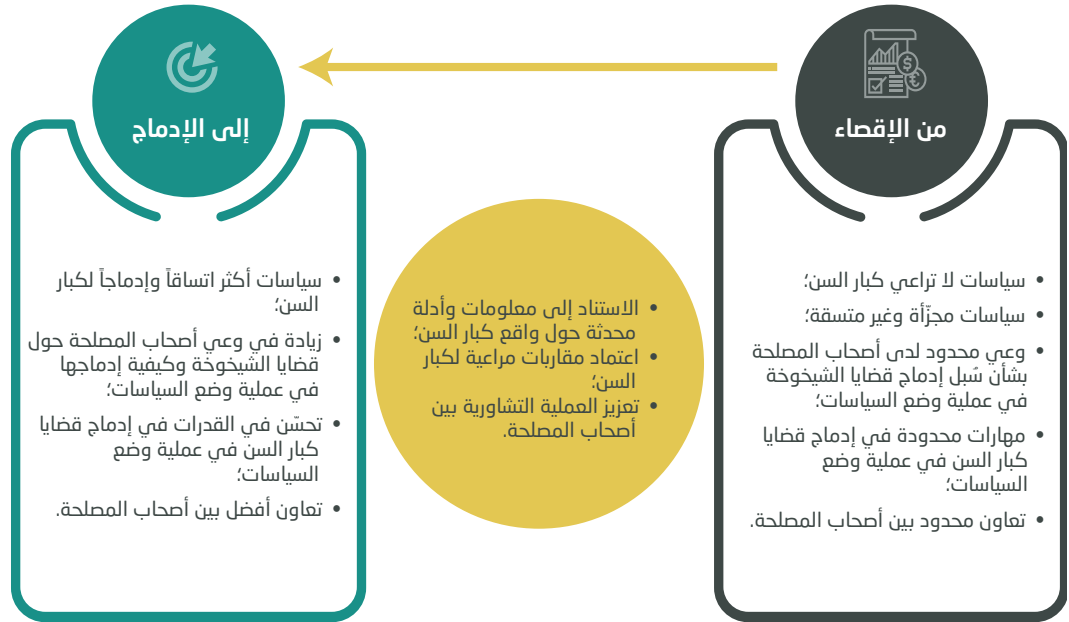 من الإقصاء
• سياسات لا تراعي كبار السن؛
• سياسات مجزّأة وغير متسقة؛
• وعي محدود لدى أصحاب المصلحة
بشأن سُبل إدماج قضايا الشيخوخة
في عملية وضع السياسات؛
• مهارات محدودة في إدماج قضايا
كبار السن في عملية وضع
السياسات؛
• تعاون محدود بين أصحاب المصلحة.
• الاستناد إلى معلومات وأدلة
محدثة حول واقع كبار السن؛
• اعتماد مقاربات مراعية لكبار
السن؛
• تعزيز العملية التشاورية بين
أصحاب المصلحة.
إلى الإدماج
• سياسات أكثر اتساقاً وإدماجاً لكبار
السن؛
• زيادة في وعي أصحاب المصلحة حول
قضايا الشيخوخة وكيفية إدماجها
في عملية وضع السياسات؛
• تحسّن في القدرات في إدماج قضايا
كبار السن في عملية وضع
السياسات؛
• تعاون أفضل بين أصحاب المصلحة.